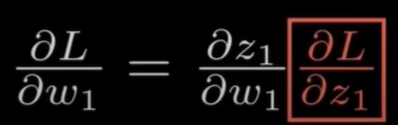 ∂L/∂w₁ = ∂z₁/∂w₁ ∂L/∂z₁